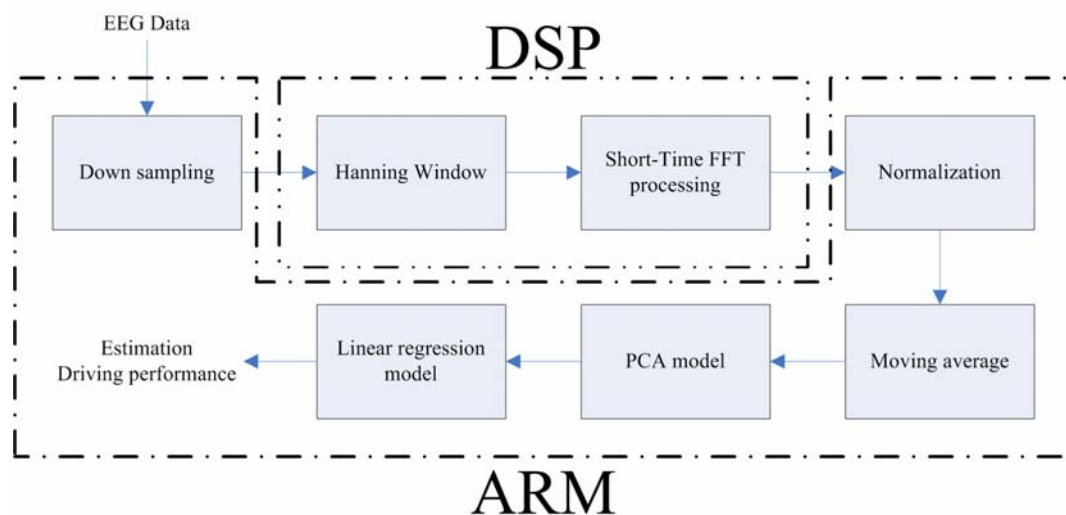 EEG Data
DSP
Down sampling
Hanning Window
Short-Time FFT
processing
Normalization
Estimation
Driving performance
Linear regression
model
PCA model
Moving average
ARM